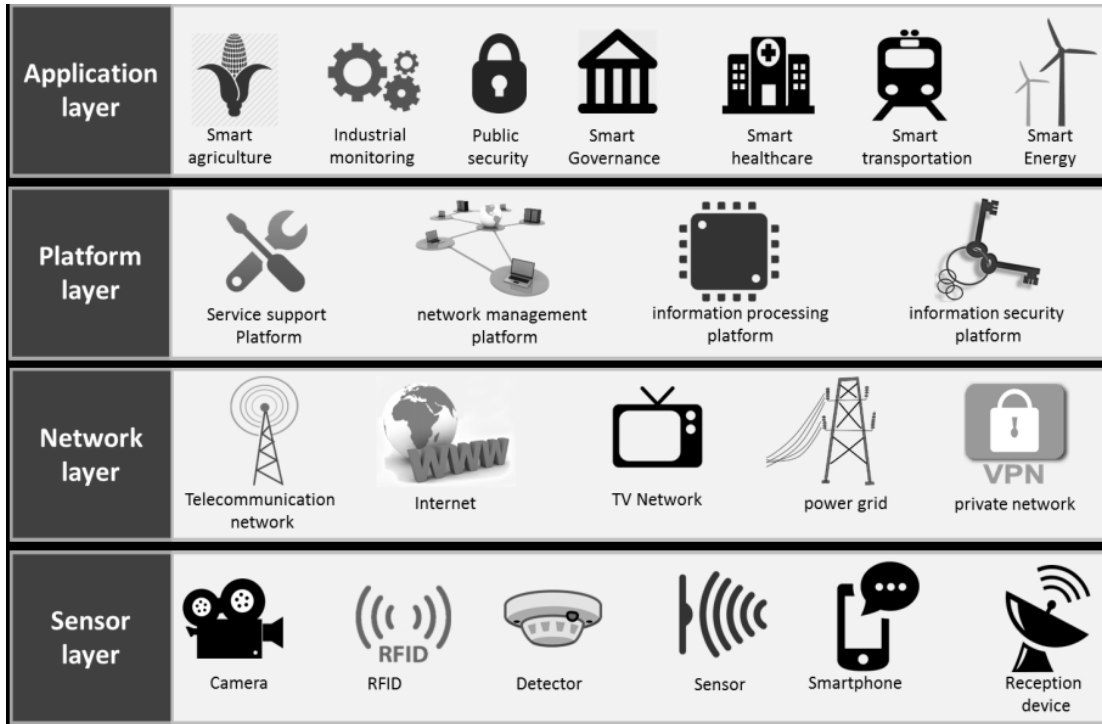 Application
layer
Smart
agriculture
Industrial
monitoring
Public
security
Smart
Governance
Smart
healthcare
Smart
transportation
Smart
Energy
Platform
layer
Service support
Platform
network management
platform
information processing
platform
information security
platform
Network
layer
Telecommunication
network
WWW
Internet
TV Network
power grid
VPN
private network
Sensor
layer
Camera
RFID
RFID
Detector
Sensor
Smartphone
Reception
device